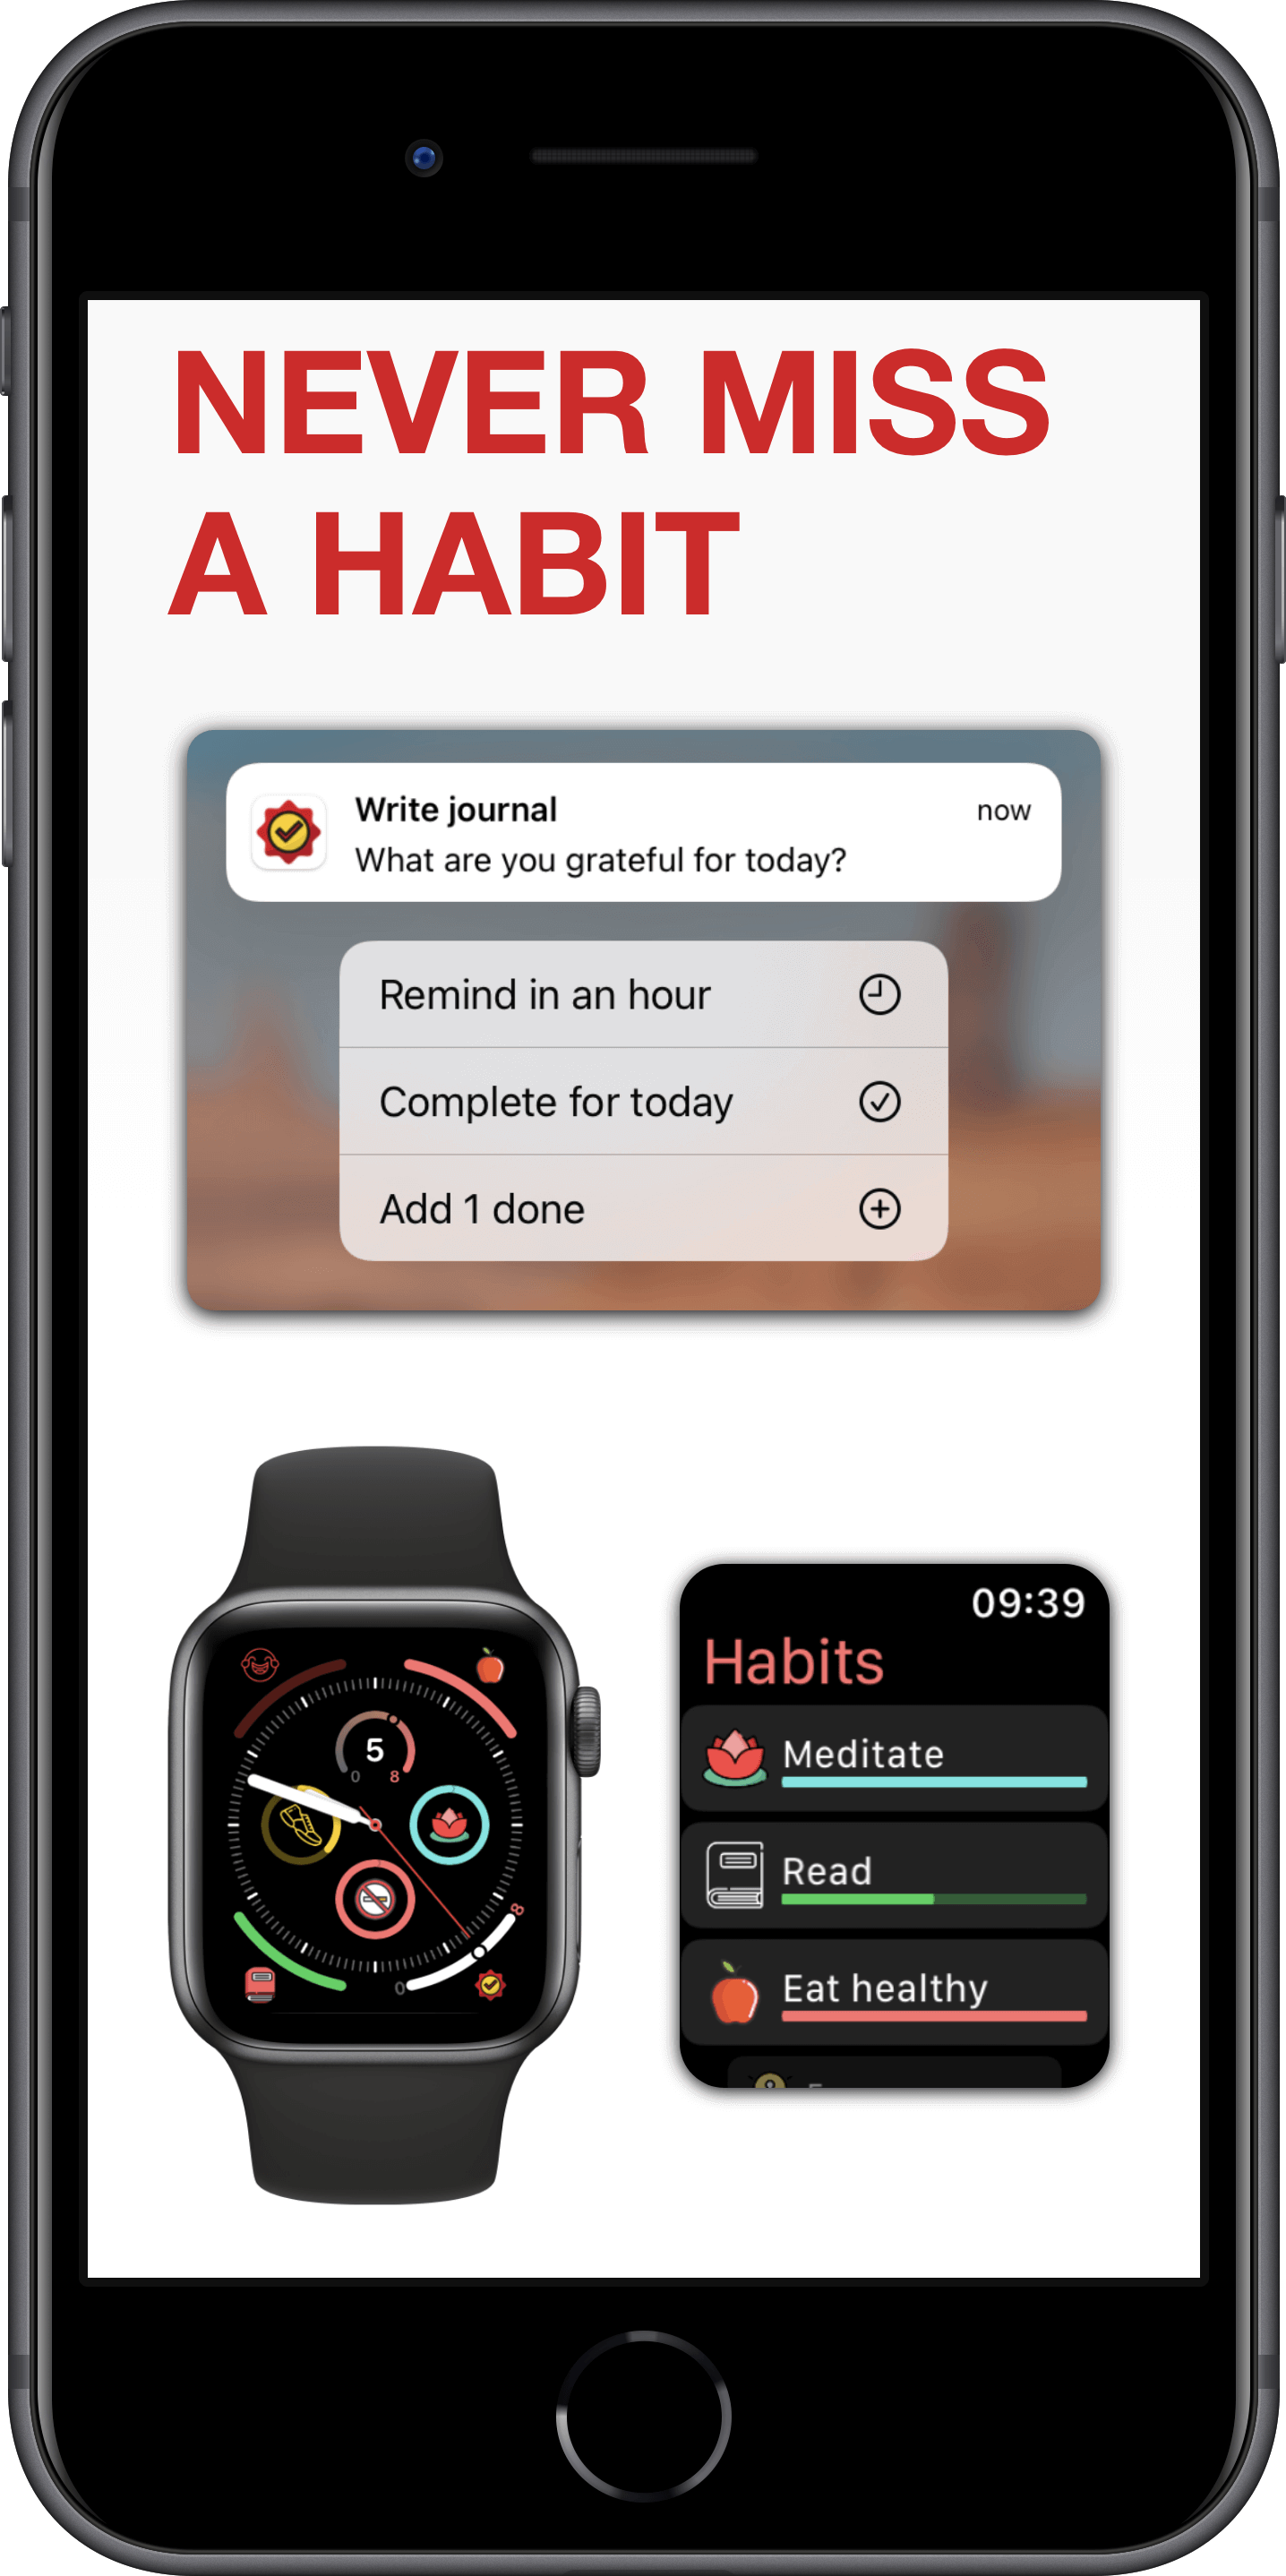 NEVER MISS
A HABIT
Write journal
now
What are you grateful for today?
Remind in an hour
Complete for today
Add 1 done
5
0
8
8
0
09:39
Habits
Meditate
Read
Eat healthy